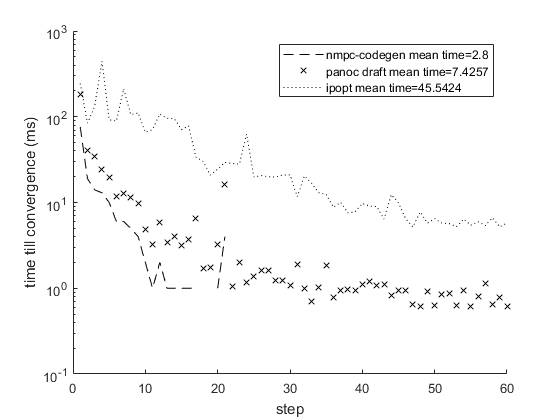 nmpc-codegen mean time=2.8
panoc draft mean time=7.4257
ipopt mean time=45.5424
time till convergence (ms)
10³
10²
10¹
10⁰
10⁻¹
0 10 20 30 40 50 60
step